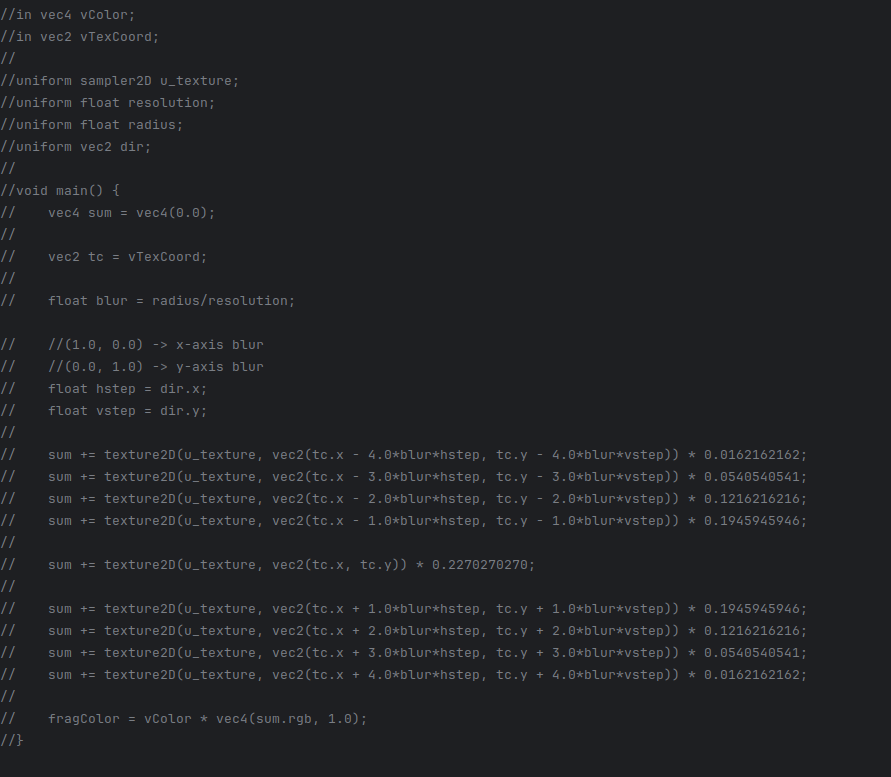 //in vec4 vColor;
//in vec2 vTexCoord;
//
//uniform sampler2D u_texture;
//uniform float resolution;
//uniform float radius;
//uniform vec2 dir;
//
//void main() {
//    vec4 sum = vec4(0.0);
//
//    vec2 tc = vTexCoord;
//
//    float blur = radius/resolution;

//    //(1.0, 0.0) -> x-axis blur
//    //(0.0, 1.0) -> y-axis blur
//    float hstep = dir.x;
//    float vstep = dir.y;
//
//    sum += texture2D(u_texture, vec2(tc.x - 4.0*blur*hstep, tc.y - 4.0*blur*vstep)) * 0.0162162162;
//    sum += texture2D(u_texture, vec2(tc.x - 3.0*blur*hstep, tc.y - 3.0*blur*vstep)) * 0.0540540541;
//    sum += texture2D(u_texture, vec2(tc.x - 2.0*blur*hstep, tc.y - 2.0*blur*vstep)) * 0.1216216216;
//    sum += texture2D(u_texture, vec2(tc.x - 1.0*blur*hstep, tc.y - 1.0*blur*vstep)) * 0.1945945946;
//
//    sum += texture2D(u_texture, vec2(tc.x, tc.y)) * 0.2270270270;
//
//    sum += texture2D(u_texture, vec2(tc.x + 1.0*blur*hstep, tc.y + 1.0*blur*vstep)) * 0.1945945946;
//    sum += texture2D(u_texture, vec2(tc.x + 2.0*blur*hstep, tc.y + 2.0*blur*vstep)) * 0.1216216216;
//    sum += texture2D(u_texture, vec2(tc.x + 3.0*blur*hstep, tc.y + 3.0*blur*vstep)) * 0.0540540541;
//    sum += texture2D(u_texture, vec2(tc.x + 4.0*blur*hstep, tc.y + 4.0*blur*vstep)) * 0.0162162162;
//
//    fragColor = vColor * vec4(sum.rgb, 1.0);
//}